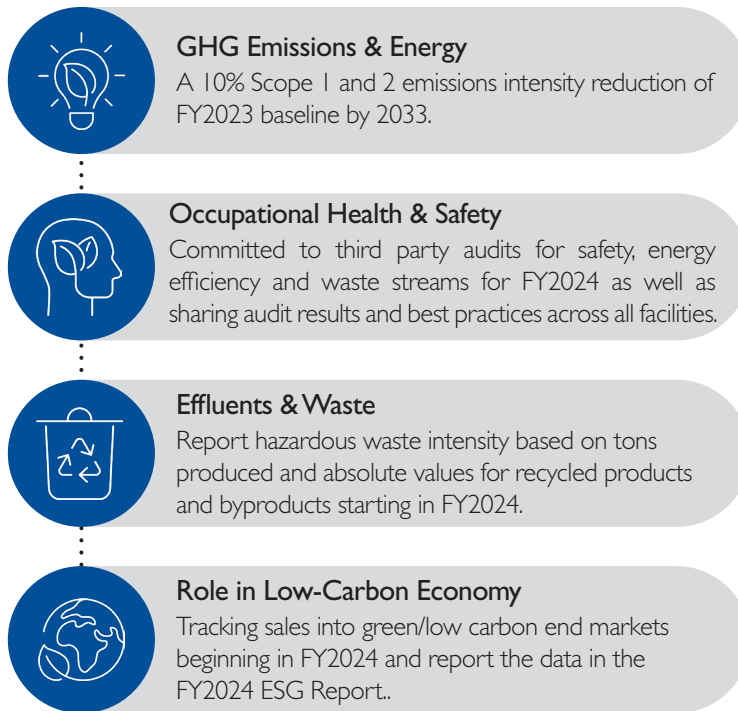 GHG Emissions & Energy
A 10% Scope 1 and 2 emissions intensity reduction of
FY2023 baseline by 2033.
Occupational Health & Safety
Committed to third party audits for safety, energy
efficiency and waste streams for FY2024 as well as
sharing audit results and best practices across all facilities.
Effluents & Waste
Report hazardous waste intensity based on tons
produced and absolute values for recycled products
and byproducts starting in FY2024.
Role in Low-Carbon Economy
Tracking sales into green/low carbon end markets
beginning in FY2024 and report the data in the
FY2024 ESG Report..